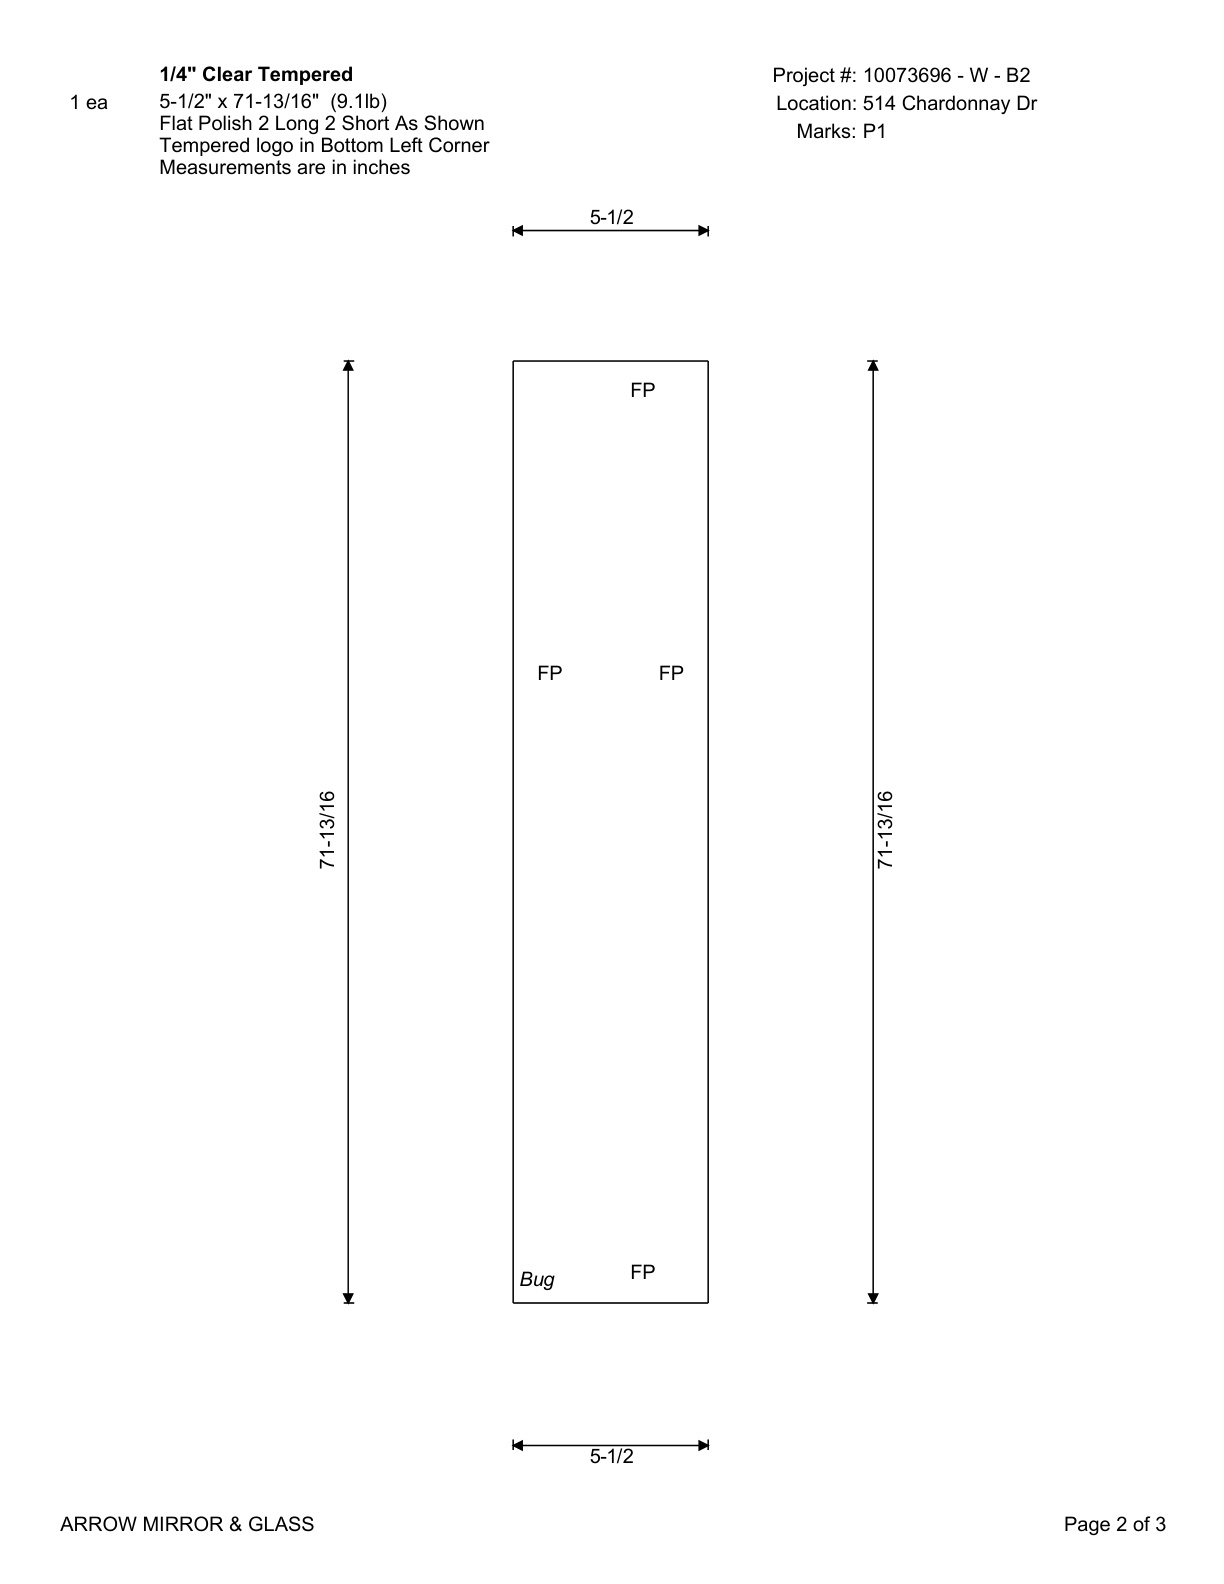 1/4" Clear Tempered
1 ea
5-1/2" x 71-13/16" (9.1lb)
Flat Polish 2 Long 2 Short As Shown
Tempered logo in Bottom Left Corner
Measurements are in inches
Project #: 10073696 - W - B2
Location: 514 Chardonnay Dr
Marks: P1
5-1/2
FP
FP FP
71-13/16
71-13/16
Bug
FP
5-1/2
ARROW MIRROR & GLASS
Page 2 of 3